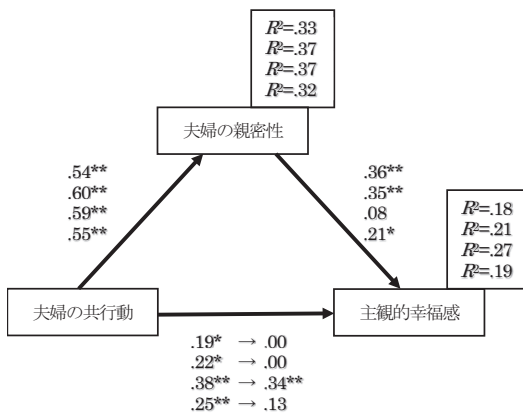 R²=.33
R²=.37
R²=.37
R²=.32
夫婦の親密性
.54**
.60**
.59**
.55**
.36**
.35**
.08
.21*
R²=.18
R²=.21
R²=.27
R²=.19
夫婦の共行動
主観的幸福感
.19* → .00
.22* → .00
.38** → .34**
.25** → .13